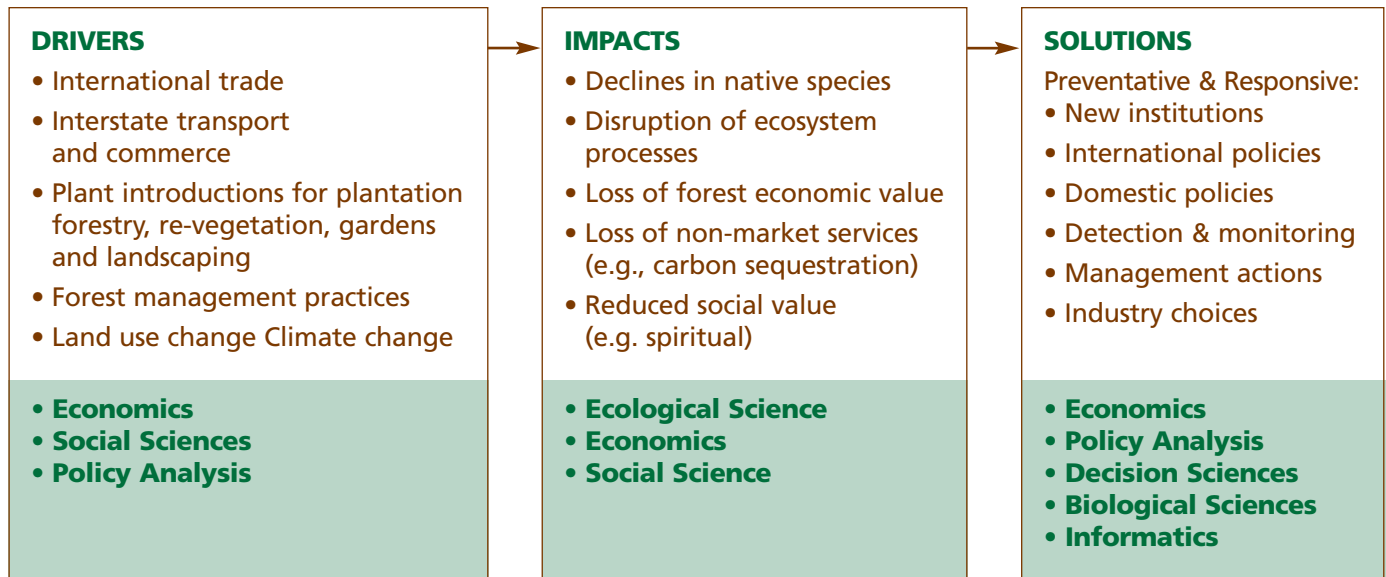 DRIVERS
• International trade
• Interstate transport
and commerce
• Plant introductions for plantation
forestry, re-vegetation, gardens
and landscaping
• Forest management practices
• Land use change Climate change
• Economics
• Social Sciences
• Policy Analysis
IMPACTS
• Declines in native species
• Disruption of ecosystem
processes
• Loss of forest economic value
• Loss of non-market services
(e.g., carbon sequestration)
• Reduced social value
(e.g. spiritual)
• Ecological Science
• Economics
• Social Science
SOLUTIONS
Preventative & Responsive:
• New institutions
• International policies
• Domestic policies
• Detection & monitoring
• Management actions
• Industry choices
• Economics
• Policy Analysis
• Decision Sciences
• Biological Sciences
• Informatics